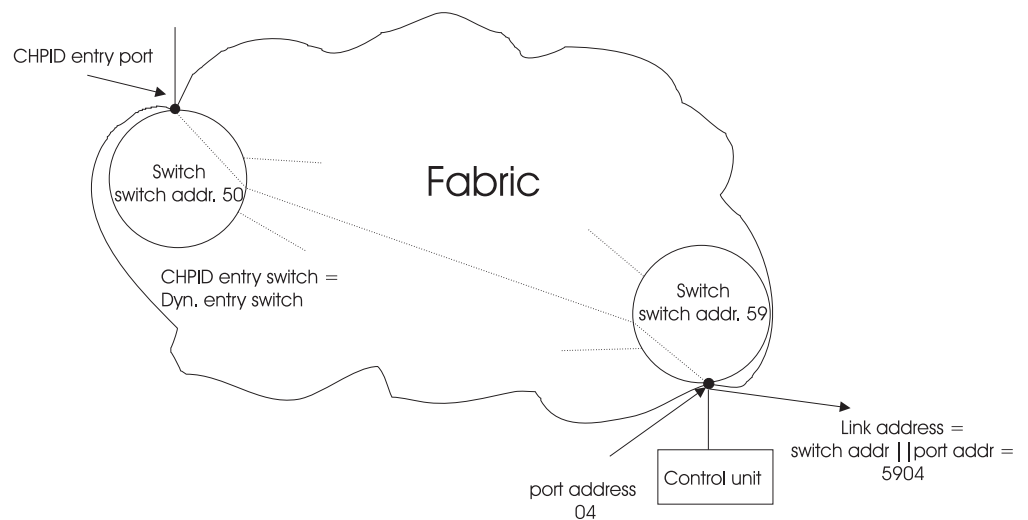 CHPID entry port
Fabric
Switch
switch addr. 50
CHPID entry switch =
Dyn. entry switch
Switch
switch addr. 59
Link address =
switch addr ||port addr =
5904
Control unit
port address
04